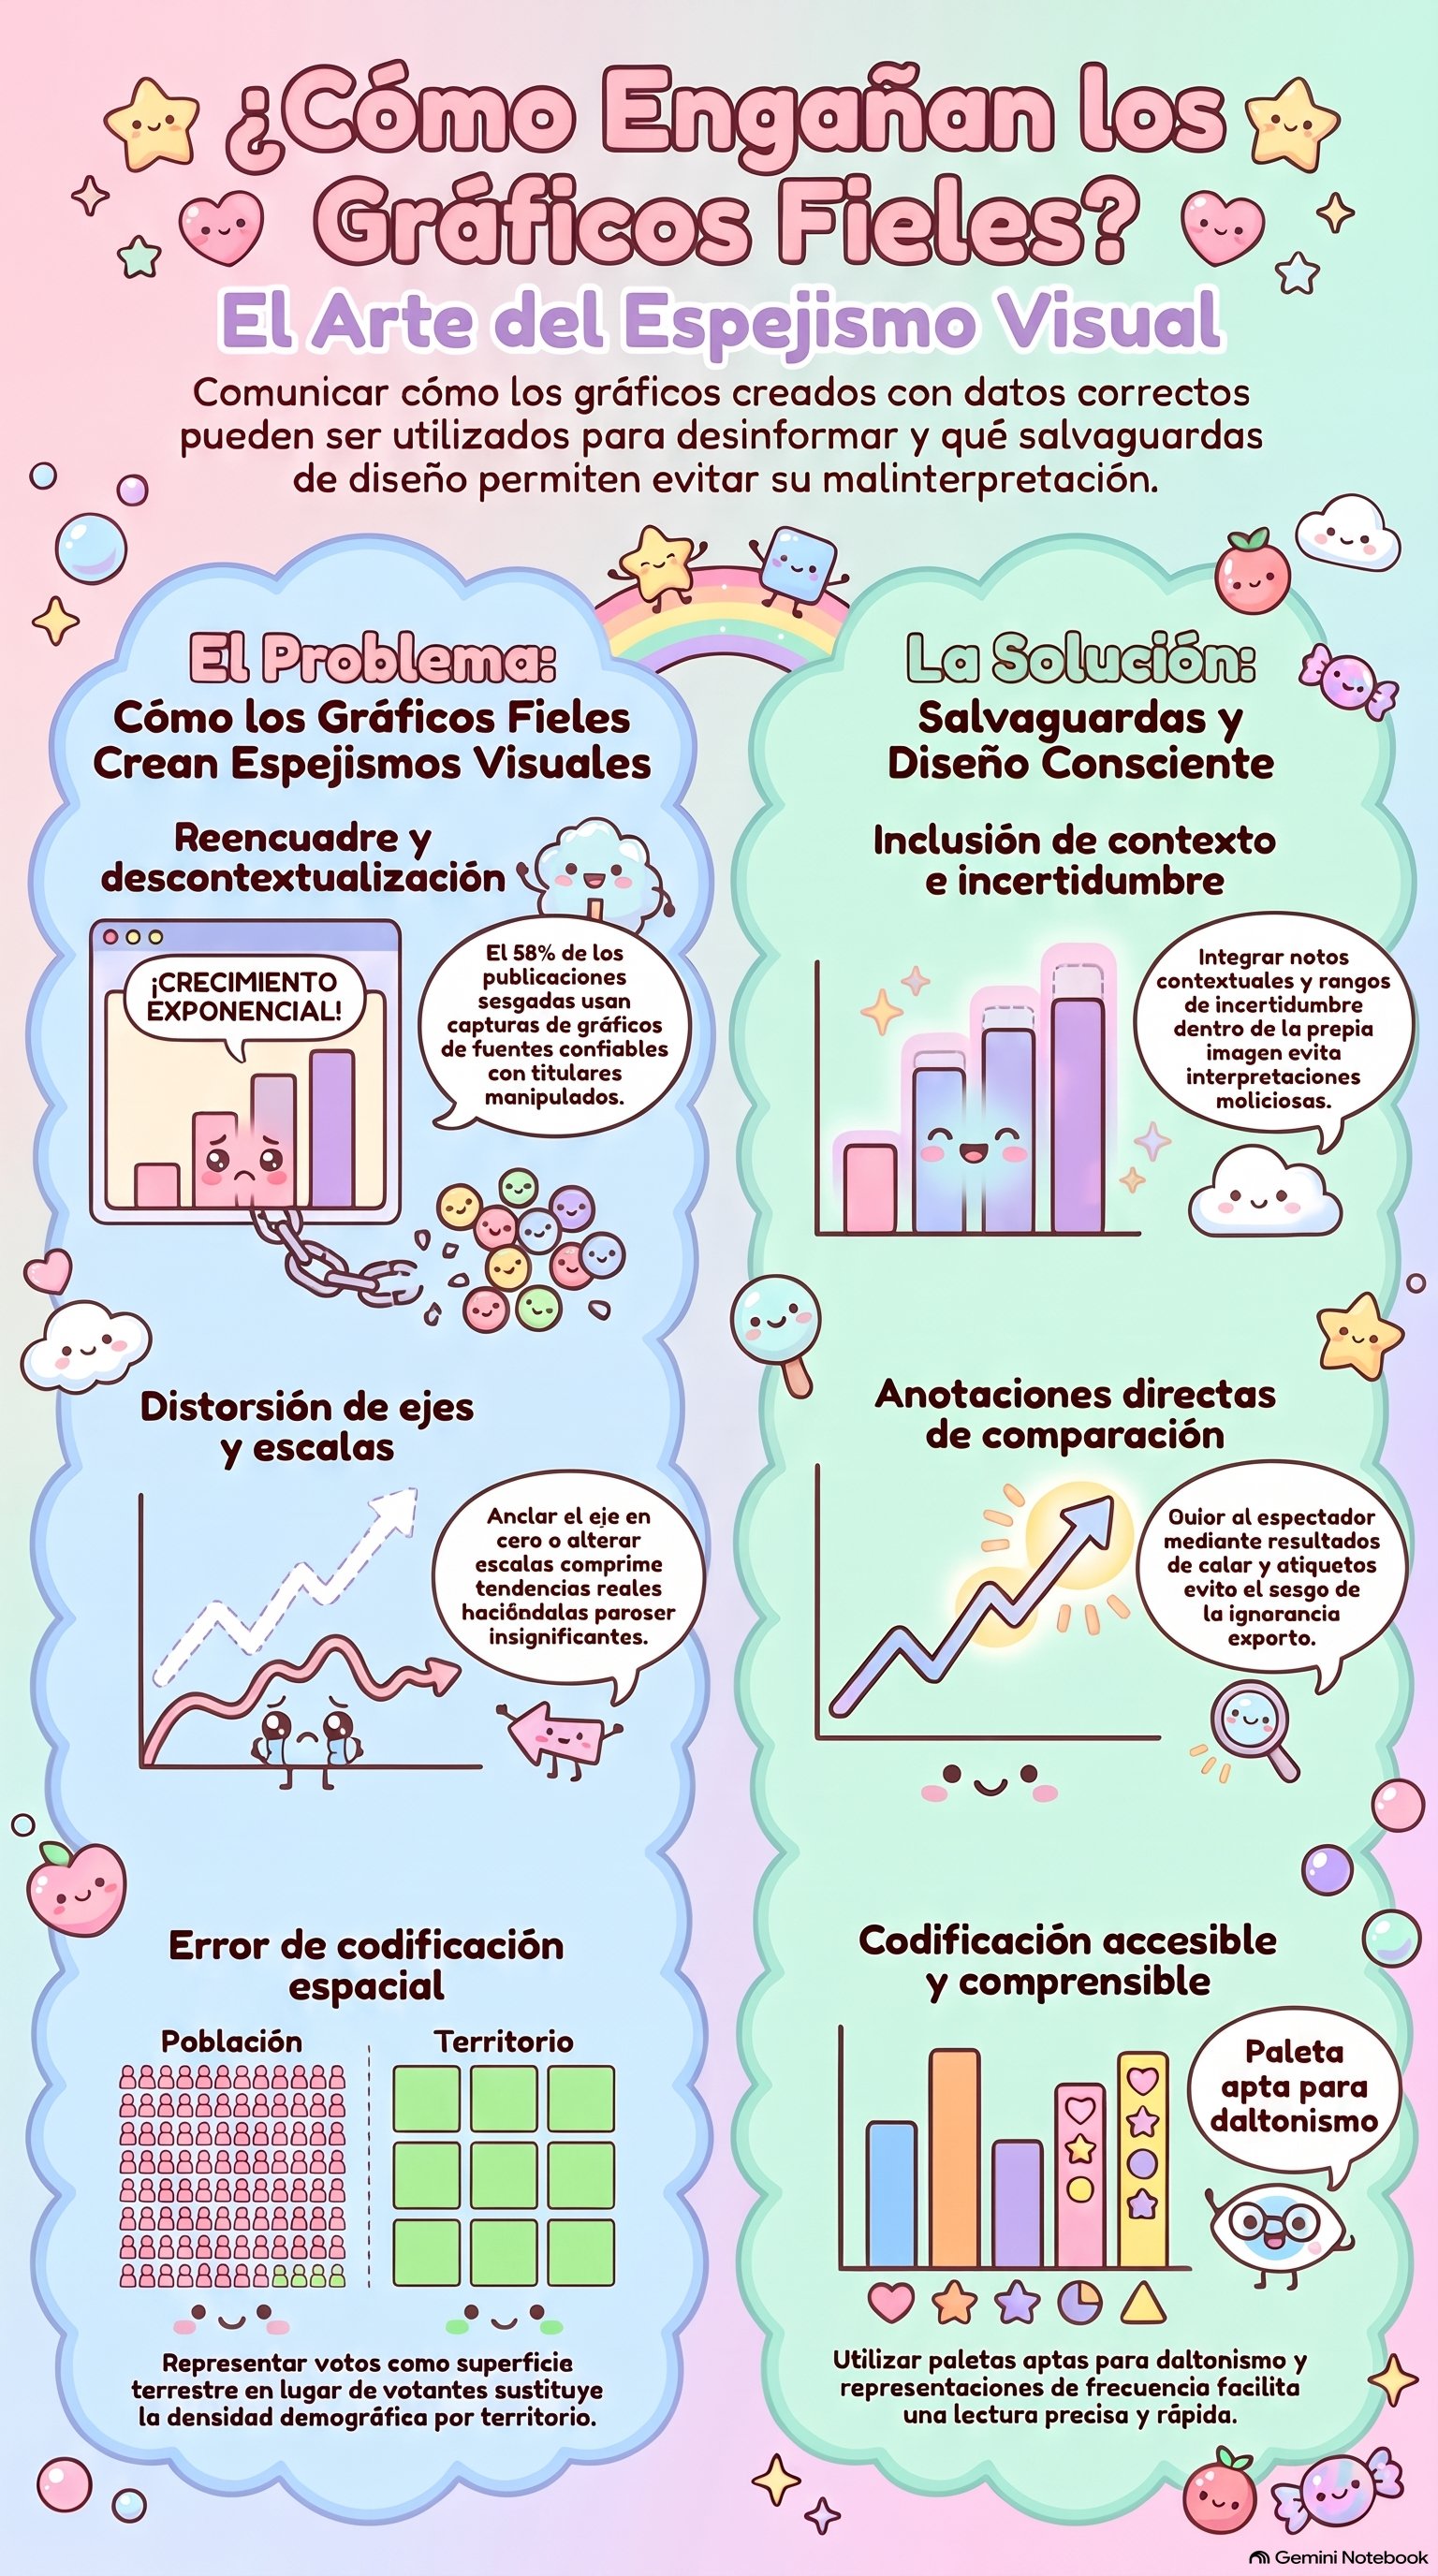 ¿Cómo Engañan los
Gráficos Fieles?
El Arte del Espejismo Visual
Comunicar cómo los gráficos creados con datos correctos
pueden ser utilizados para desinformar y qué salvaguardas
de diseño permiten evitar su malinterpretación.
El Problema:
Cómo los Gráficos Fieles
Crean Espejismos Visuales
Reencuadre y
descontextualización
¡CRECIMIENTO
EXPONENCIAL!
El 58% de los
publicaciones
sesgadas usan
capturas de gráficos
de fuentes confiables
con titulares
manipulados.
Distorsión de ejes
y escalas
Anclar el eje en
cero o alterar
escalas comprime
tendencias reales
haciéndalas paroser
insignificantes.
Error de codificación
espacial
Población
Territorio
Representar votos como superficie
terrestre en lugar de votantes sustituye
la densidad demográfica por territorio.
La Solución:
Salvaguardas y
Diseño Consciente
Inclusión de contexto
e incertidumbre
Integrar notos
contextuales y rangos
de incertidumbre
dentro de la prepia
imagen evita
interpretaciones
moliciosas.
Anotaciones directas
de comparación
Ouior al espectador
mediante resultados
de calar y atiquetos
evito el sesgo de
la ignorancia
exporto.
Codificación accesible
y comprensible
Paleta
apta para
daltonismo
Utilizar paletas aptas para daltonismo y
representaciones de frecuencia facilita
una lectura precisa y rápida.
Gemini Notebook